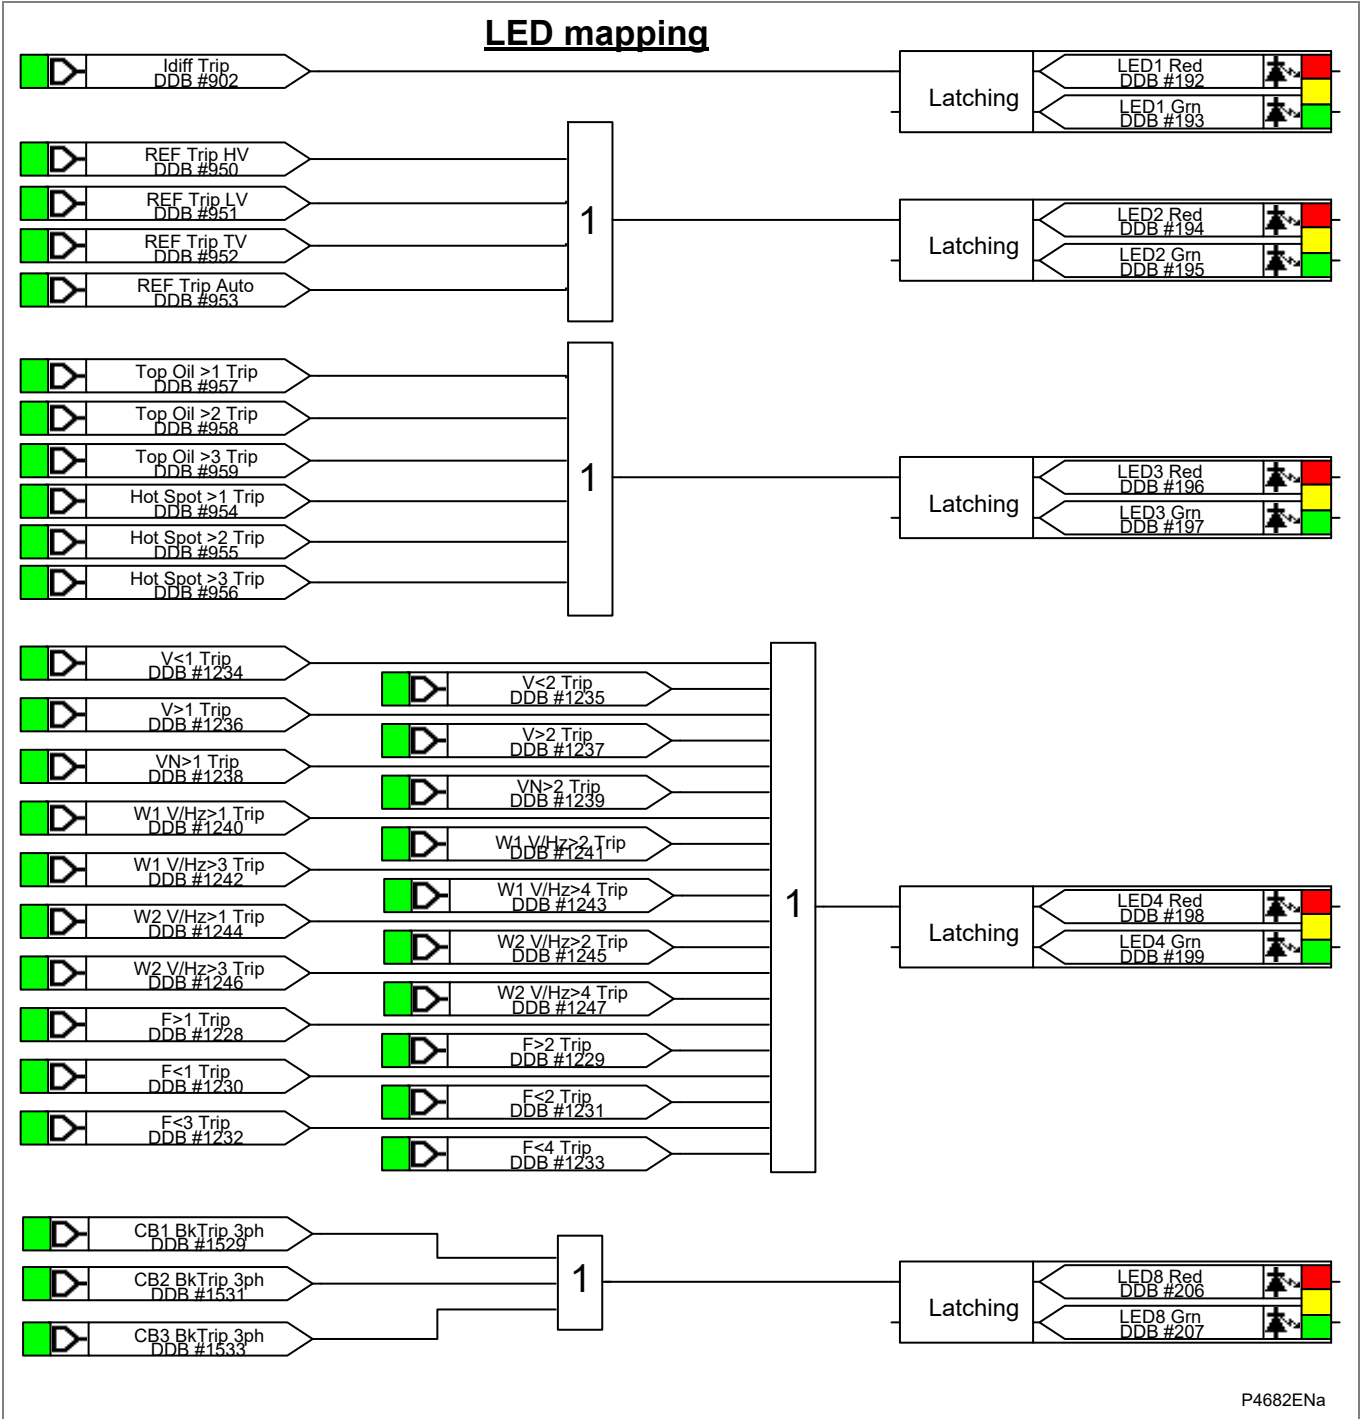 LED mapping
Idiff Trip
DDB #902
Latching
LED1 Red
DDB #192
LED1 Grn
DDB #193
REF Trip HV
DDB #950
REF Trip LV
DDB #951
REF Trip TV
DDB #952
REF Trip Auto
DDB #953
1
Latching
LED2 Red
DDB #194
LED2 Grn
DDB #195
Top Oil >1 Trip
DDB #957
Top Oil >2 Trip
DDB #958
Top Oil >3 Trip
DDB #959
Hot Spot >1 Trip
DDB #954
Hot Spot >2 Trip
DDB #955
Hot Spot >3 Trip
DDB #956
1
Latching
LED3 Red
DDB #196
LED3 Grn
DDB #197
V<1 Trip
DDB #1234
V<2 Trip
DDB #1235
V>1 Trip
DDB #1236
V>2 Trip
DDB #1237
VN>1 Trip
DDB #1238
VN>2 Trip
DDB #1239
W1 V/Hz>1 Trip
DDB #1240
W1 V/Hz>2 Trip
DDB #1241
W1 V/Hz>3 Trip
DDB #1242
W1 V/Hz>4 Trip
DDB #1243
W2 V/Hz>1 Trip
DDB #1244
W2 V/Hz>2 Trip
DDB #1245
W2 V/Hz>3 Trip
DDB #1246
W2 V/Hz>4 Trip
DDB #1247
F>1 Trip
DDB #1228
F>2 Trip
DDB #1229
F<1 Trip
DDB #1230
F<2 Trip
DDB #1231
F<3 Trip
DDB #1232
F<4 Trip
DDB #1233
1
Latching
LED4 Red
DDB #198
LED4 Grn
DDB #199
CB1 BkTrip 3ph
DDB #1529
CB2 BkTrip 3ph
DDB #1531
CB3 BkTrip 3ph
DDB #1533
1
Latching
LED8 Red
DDB #206
LED8 Grn
DDB #207
P4682ENa